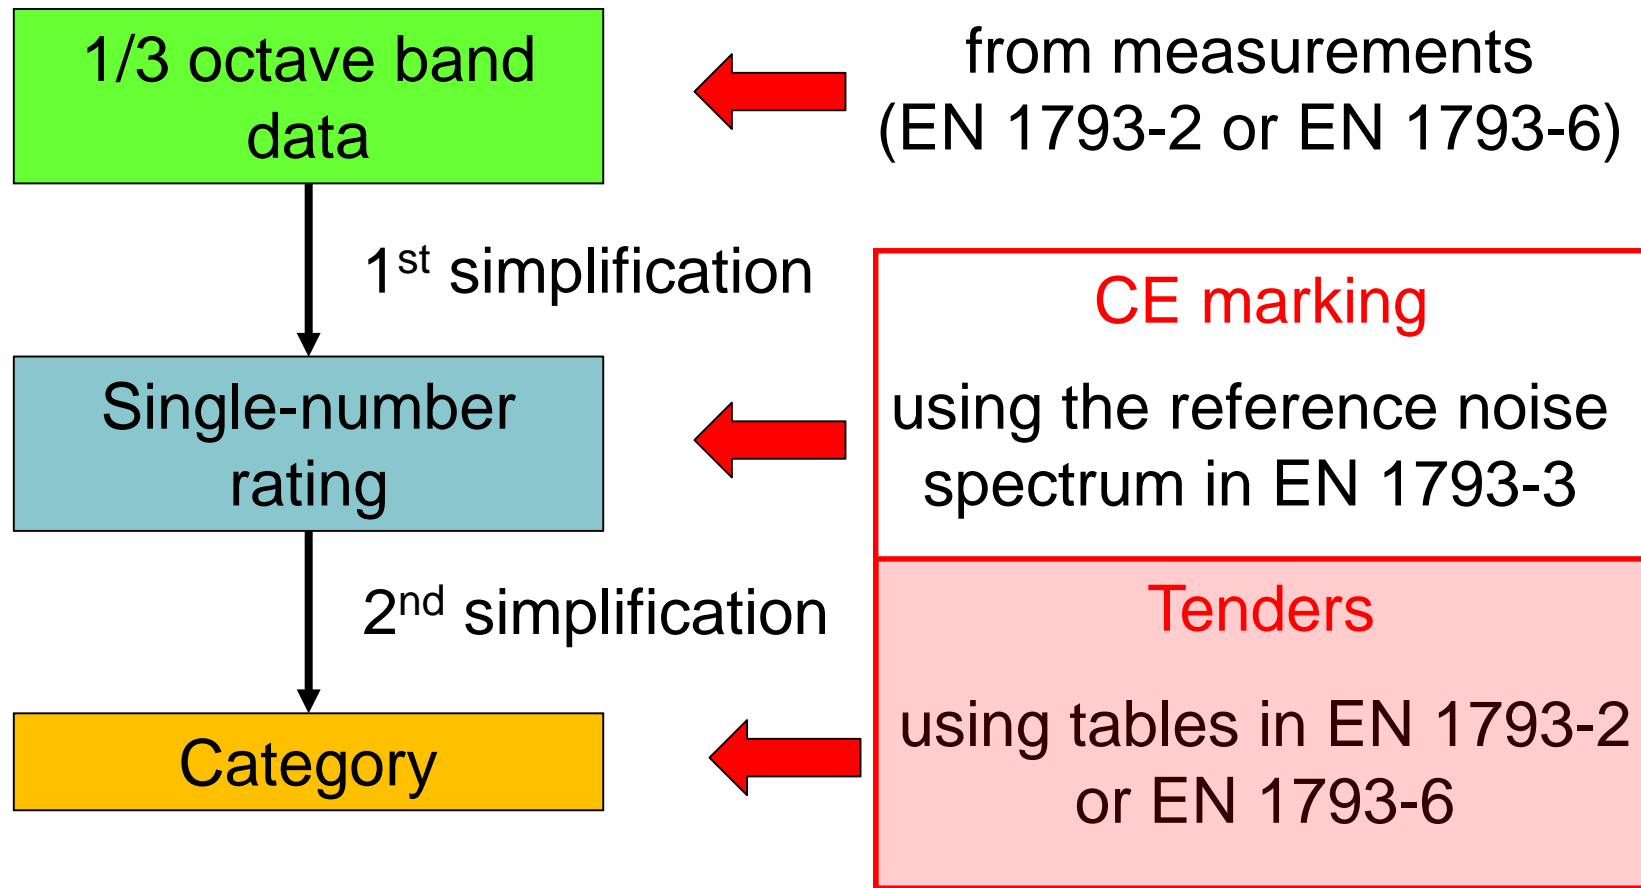 1/3 octave band
data
from measurements
(EN 1793-2 or EN 1793-6)
1st simplification
CE marking
Single-number
rating
using the reference noise
spectrum in EN 1793-3
2nd simplification
Tenders
Category
using tables in EN 1793-2
or EN 1793-6